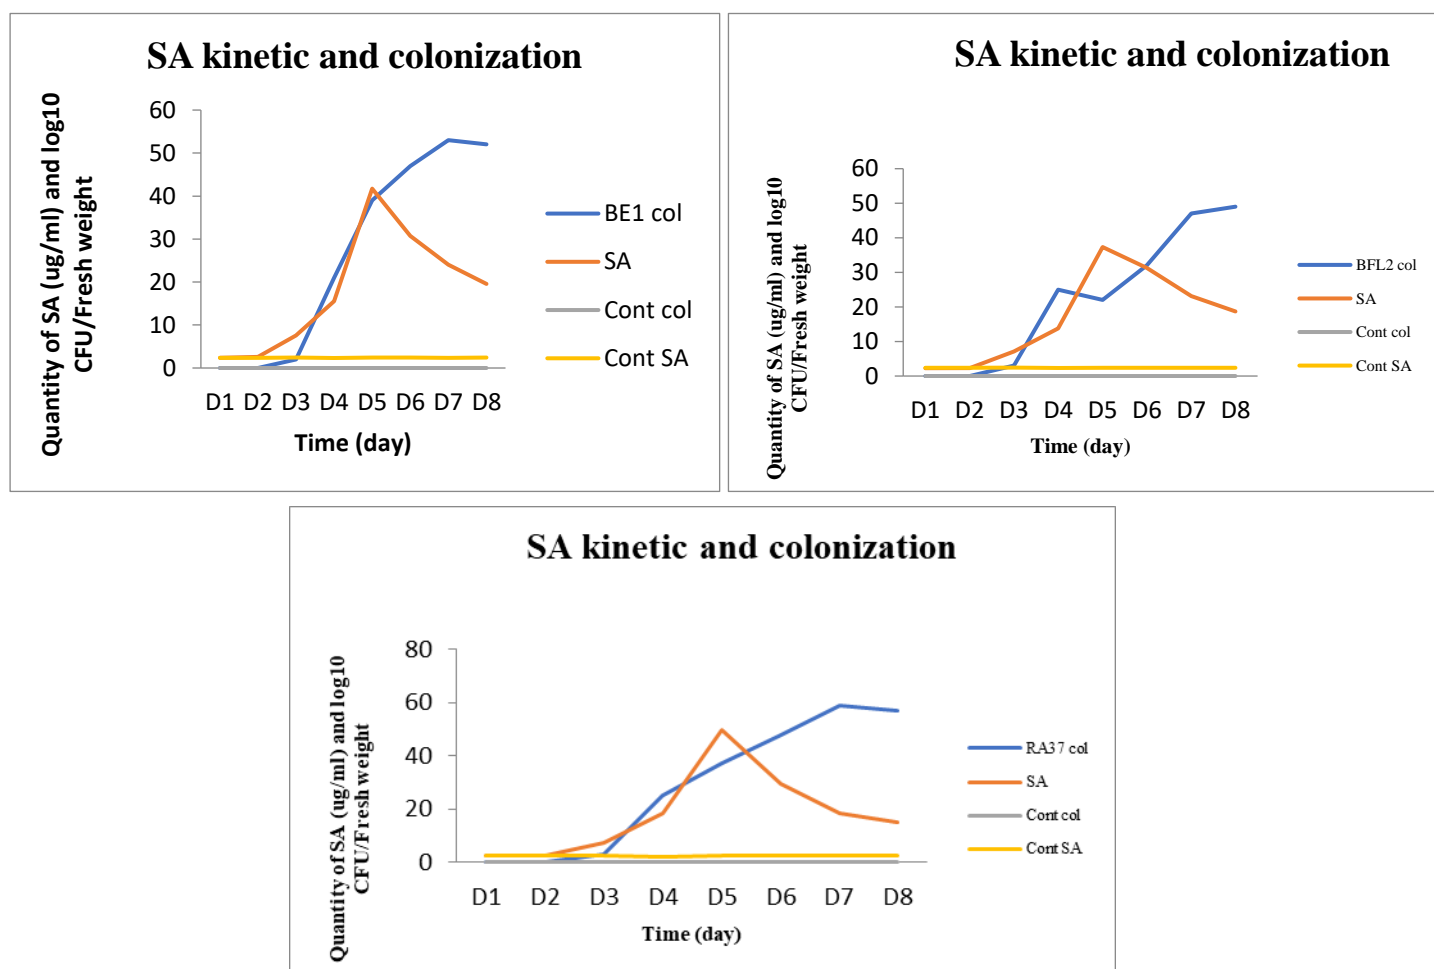 SA kinetic and colonization
Quantity of SA (ug/ml) and log10
CFU/Fresh weight
60
50
40
30
20
10
0
D1 D2 D3 D4 D5 D6 D7 D8
Time (day)
BE1 col
SA
Cont col
Cont SA
SA kinetic and colonization
Quantity of SA (ug/ml) and log10
CFU/Fresh weight
60
50
40
30
20
10
0
D1 D2 D3 D4 D5 D6 D7 D8
Time (day)
BFL2 col
SA
Cont col
Cont SA
SA kinetic and colonization
Quantity of SA (ug/ml) and log10
CFU/Fresh weight
80
60
40
20
0
D1 D2 D3 D4 D5 D6 D7 D8
Time (day)
RA37 col
SA
Cont col
Cont SA